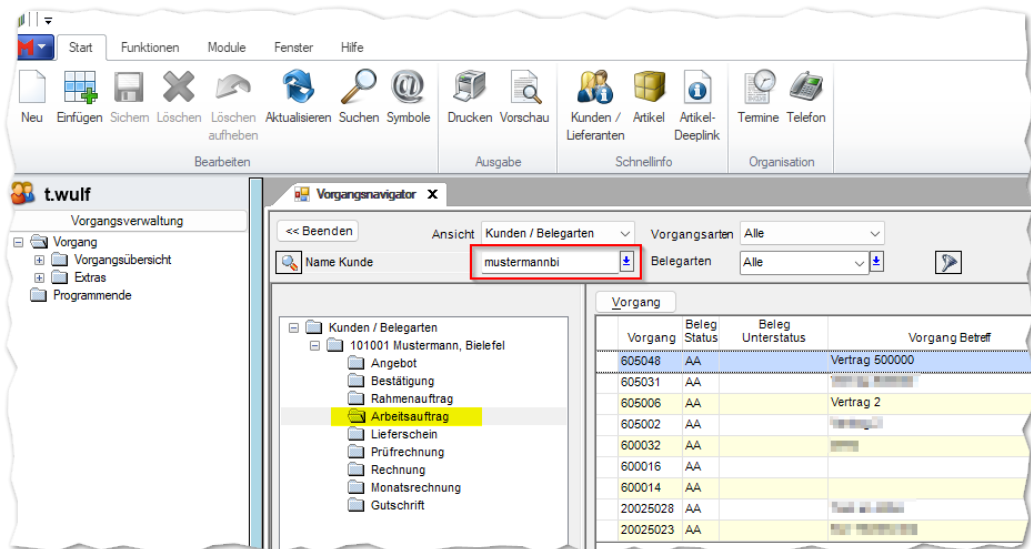 Start Funktionen Module Fenster Hilfe
Neu Einfügen Sichern Löschen Löschen aufheben Aktualisieren Suchen Symbole Drucken Vorschau Kunden / Lieferanten Artikel Artikel-Deeplink Termine Telefon
Bearbeiten Ausgabe Schnellinfo Organisation
t.wulf
Vorgangsverwaltung
Vorgang
Vorgangsübersicht
Extras
Programmende
Vorgangsnavigator X
<< Beenden Ansicht Kunden / Belegarten Vorgangsarten Alle
Name Kunde mustermannbi Belegarten Alle
Kunden / Belegarten
101001 Mustermann, Bielefel
Angebot
Bestätigung
Rahmenauftrag
Arbeitsauftrag
Lieferschein
Prüfrechnung
Rechnung
Monatsrechnung
Gutschrift
Vorgang
Vorgang Beleg Status Beleg Unterstatus Vorgang Betreff
605048 AA Vertrag 500000
605031 AA
605006 AA Vertrag 2
605002 AA
600032 AA
600016 AA
600014 AA
20025028 AA
20025023 AA